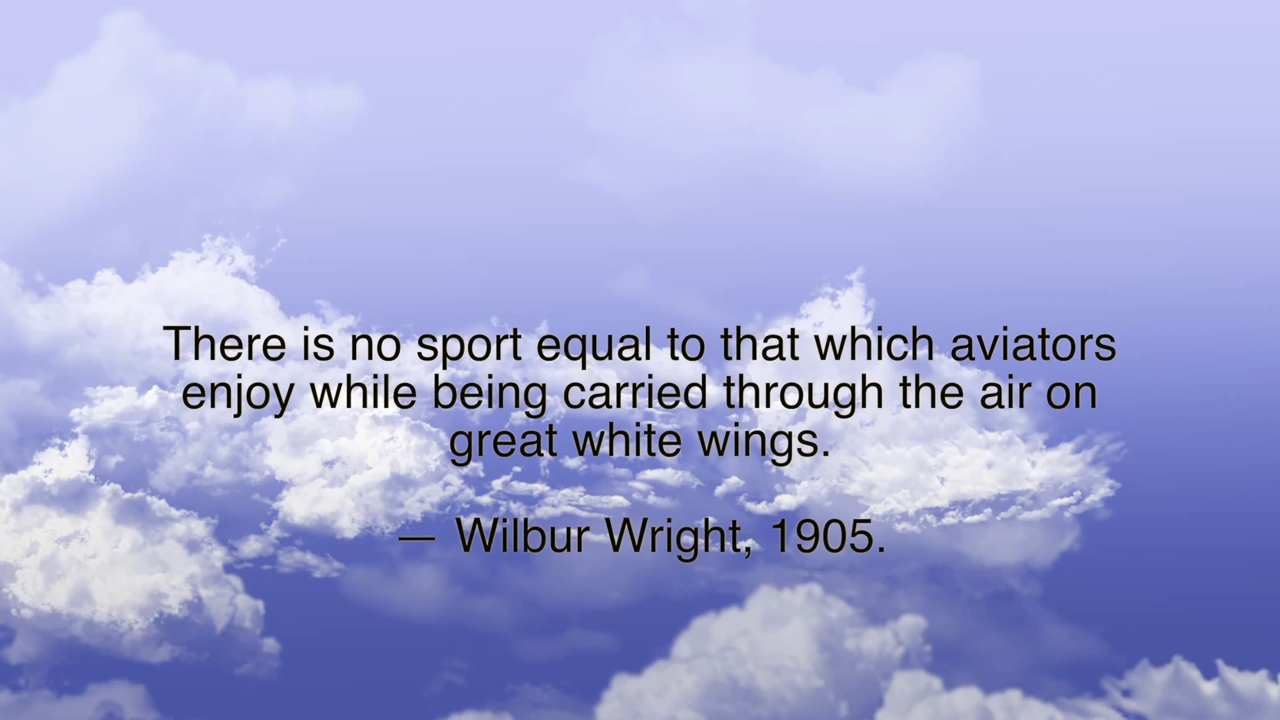 There is no sport equal to that which aviators
enjoy while being carried through the air on
great white wings.
— Wilbur Wright, 1905.